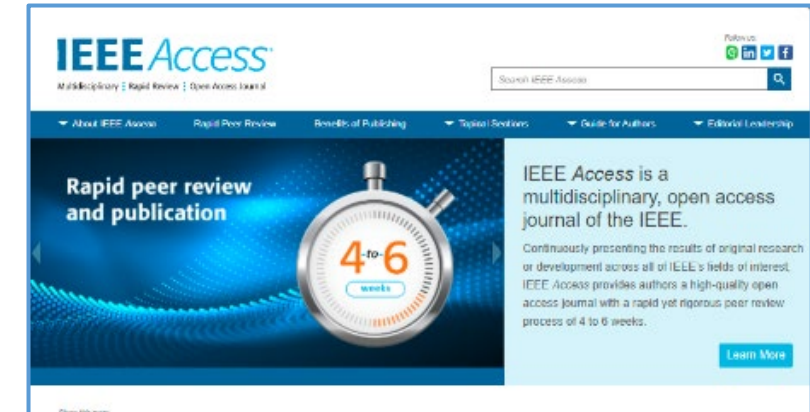 Follow us:
IEEE Access
Multidisciplinary | Rapid Review | Open Access Journal
Search IEEE Access
About IEEE Access Rapid Peer Review Benefits of Publishing Topical Sections Guide for Authors Editorial Leadership
Rapid peer review
and publication
4-to-6
weeks
IEEE Access is a
multidisciplinary, open access
journal of the IEEE.
Continuously presenting the results of original research
or development across all of IEEE's fields of interest,
IEEE Access provides authors a high-quality open
access journal with a rapid yet rigorous peer review
process of 4 to 6 weeks.
Learn More